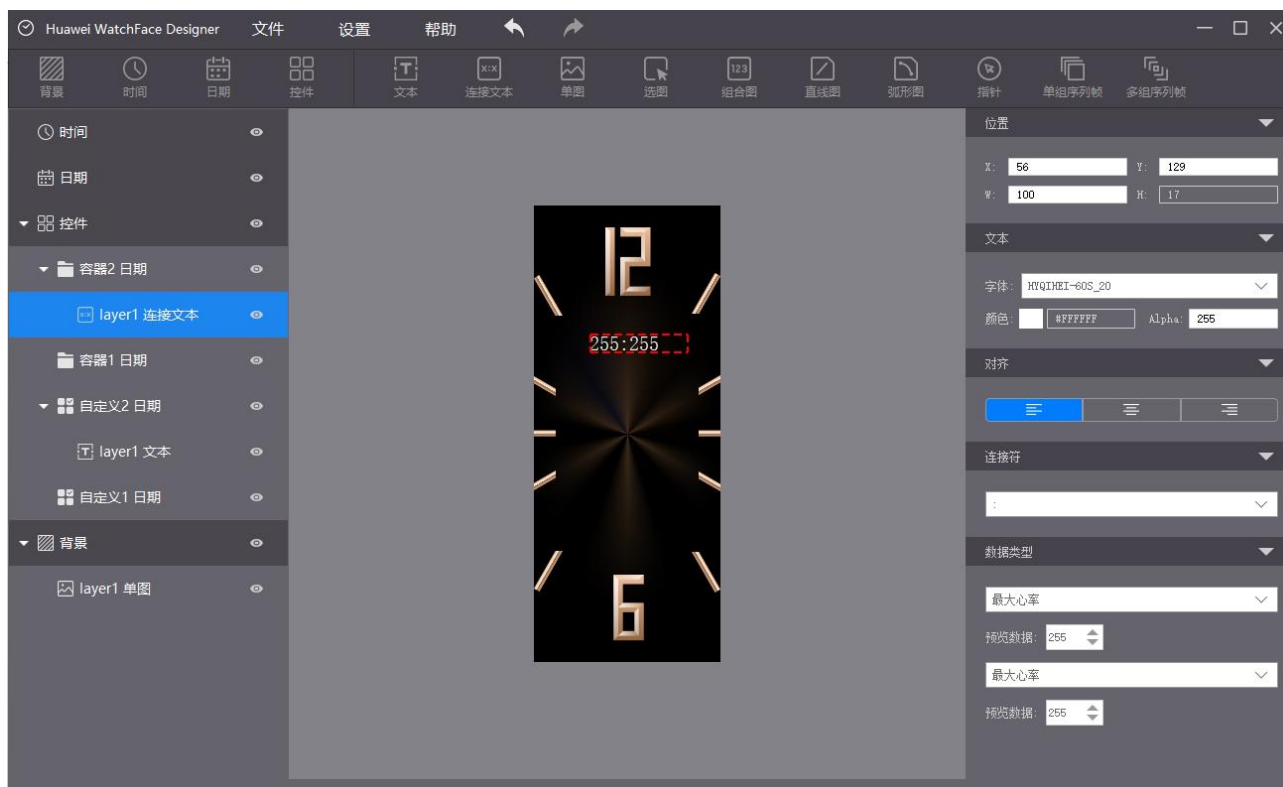 Huawei WatchFace Designer 文件 设置 帮助
背景 时间 日期 控件 文本 连接文本 单图 选图 组合图 直线图 弧形图 指针 单组序列帧 多组序列帧
T x:x 123
时间
日期
控件
容器2 日期
layer1 连接文本
容器1 日期
自定义2 日期
T layer1 文本
自定义1 日期
背景
layer1 单图
12
255:255
6
位置
X: 56 Y: 129
W: 100 H: 17
文本
字体: HYQIHEI-60S_20
颜色: #FFFFFF Alpha: 255
对齐
连接符
:
数据类型
最大心率
预览数据: 255
最大心率
预览数据: 255